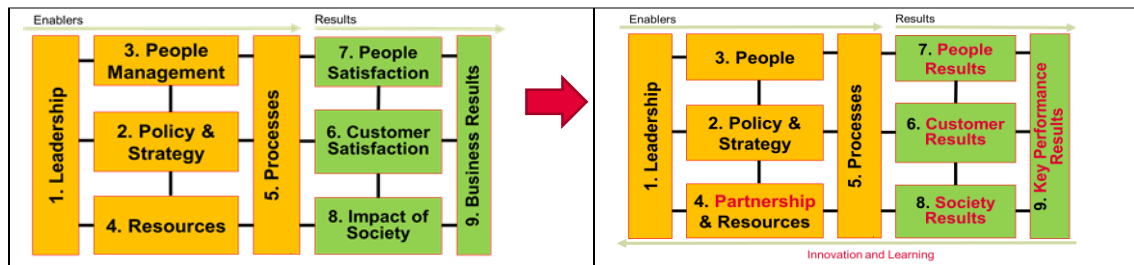 Enablers
Results
1. Leadership
3. People
Management
2. Policy &
Strategy
4. Resources
5. Processes
7. People
Satisfaction
6. Customer
Satisfaction
8. Impact of
Society
9. Business Results
Enablers
Results
1. Leadership
3. People
2. Policy &
Strategy
4. Partnership
& Resources
5. Processes
7. People
Results
6. Customer
Results
8. Society
Results
9. Key Performance
Results
Innovation and Learning